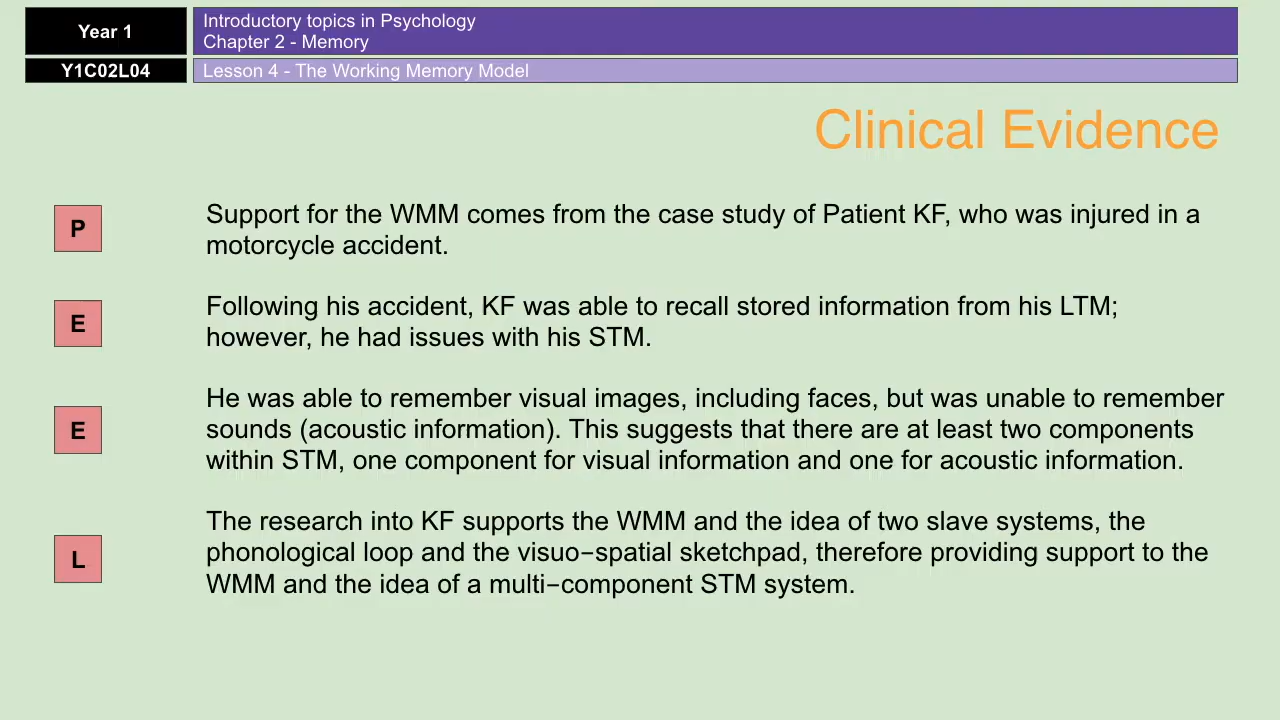 Year 1
Introductory topics in Psychology
Chapter 2 - Memory
Y1C02L04
Lesson 4 - The Working Memory Model
Clinical Evidence
P
Support for the WMM comes from the case study of Patient KF, who was injured in a
motorcycle accident.
E
Following his accident, KF was able to recall stored information from his LTM;
however, he had issues with his STM.
E
He was able to remember visual images, including faces, but was unable to remember
sounds (acoustic information). This suggests that there are at least two components
within STM, one component for visual information and one for acoustic information.
L
The research into KF supports the WMM and the idea of two slave systems, the
phonological loop and the visuo–spatial sketchpad, therefore providing support to the
WMM and the idea of a multi–component STM system.